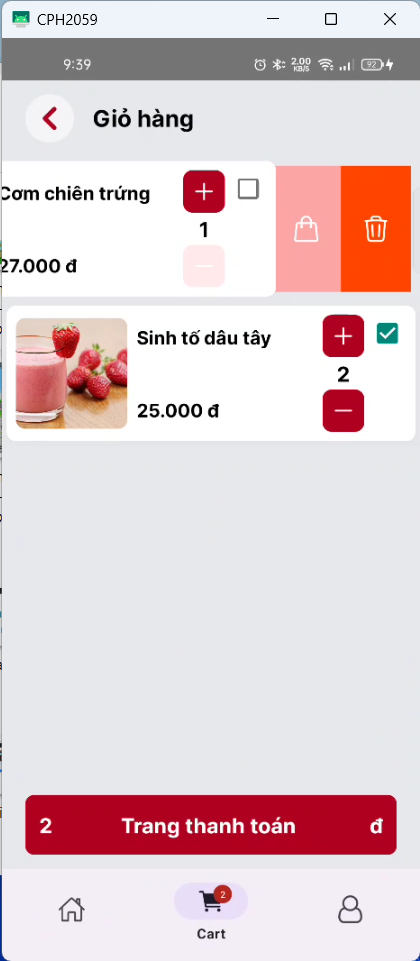 CPH2059
9:39
2.00
KB/S
92
Giỏ hàng
Cơm chiên trứng
1
27.000 đ
Sinh tố dâu tây
2
25.000 đ
2 Trang thanh toán đ
2
Cart